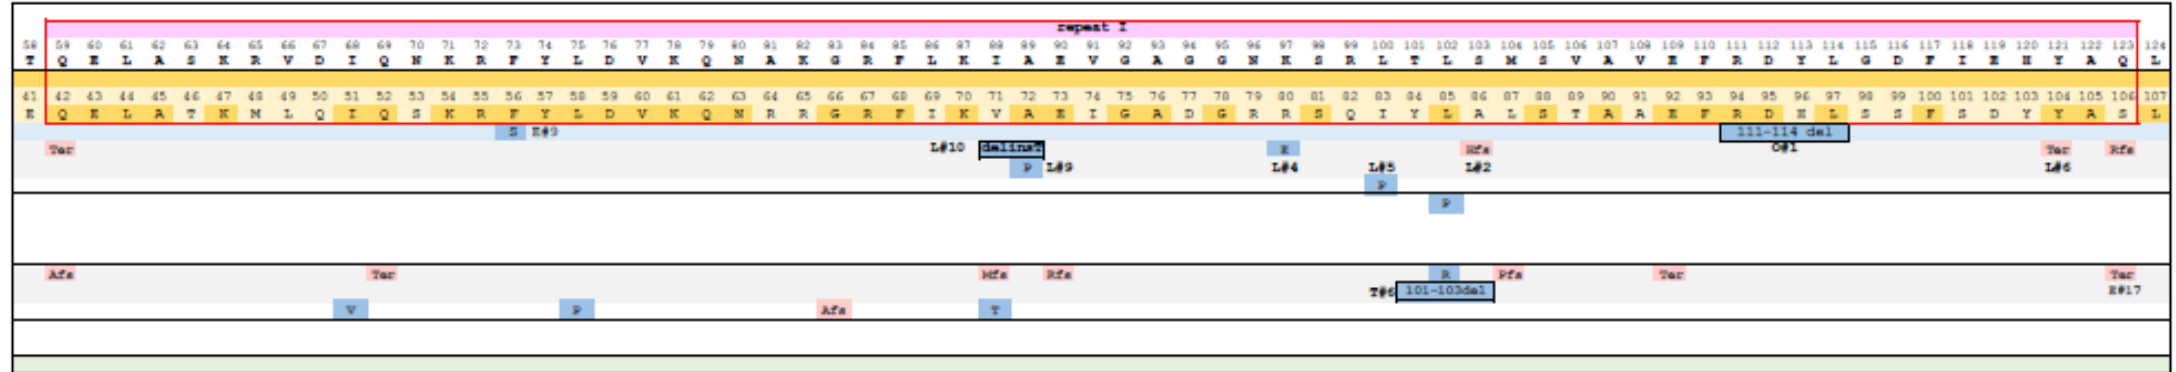 repeat I
58 59 60 61 62 63 64 65 66 67 68 69 70 71 72 73 74 75 76 77 78 79 80 81 82 83 84 85 86 87 88 89 90 91 92 93 94 95 96 97 98 99 100 101 102 103 104 105 106 107 108 109 110 111 112 113 114 115 116 117 118 119 120 121 122 123 124
T Q E L A S K R V D I Q N K R F Y L D V K Q N A K G R F L K I A E V G A G G N K S R L T L S M S V A V E F R D Y L G D F I E H Y A Q L
41 42 43 44 45 46 47 48 49 50 51 52 53 54 55 56 57 58 59 60 61 62 63 64 65 66 67 68 69 70 71 72 73 74 75 76 77 78 79 80 81 82 83 84 85 86 87 88 89 90 91 92 93 94 95 96 97 98 99 100 101 102 103 104 105 106 107
E Q E L A T K M L Q I Q S K R F Y L D V K Q N R R G R F I K V A E I G A D G R R S Q I Y L A L S T A A E F R D H L S S F S D Y Y A S L
S E#9 111-114 del
Ter L#10 delinsT E Hfs O#1 Ter Rfs
P L#9 L#4 L#5 L#2 L#6
P
P
Afs Ter Mfs Rfs R Pfs Ter Ter
T#6 101-103del E#17
V P Afs T